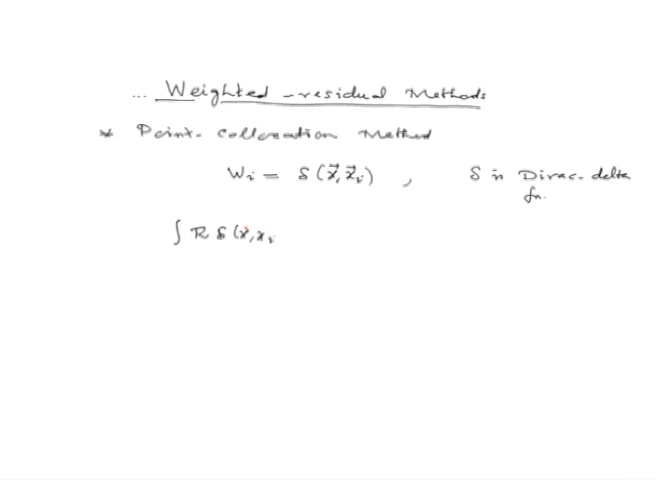 ... Weighted-residual Methods
* Point-Collocation Method
Wi = δ(x⃗, x⃗i) , δ is Dirac-delta
fn.
∫ R δ(x, xi